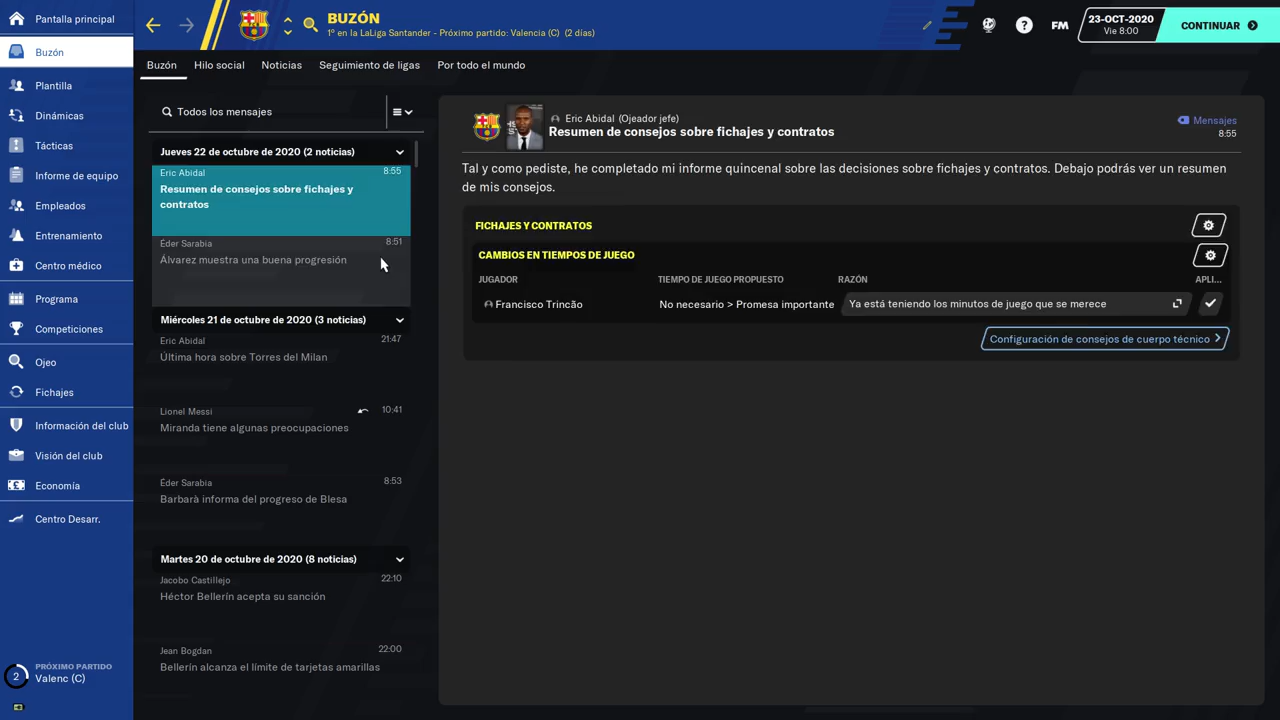 Pantalla principal
Buzón
Plantilla
Dinámicas
Tácticas
Informe de equipo
Empleados
Entrenamiento
Centro médico
Programa
Competiciones
Ojeo
Fichajes
Información del club
Visión del club
Economía
Centro Desarr.
2
PRÓXIMO PARTIDO
Valenc (C)
BUZÓN
1º en la LaLiga Santander - Próximo partido: Valencia (C) (2 días)
FM
23-OCT-2020
Vie 8:00
CONTINUAR
Buzón
Hilo social
Noticias
Seguimiento de ligas
Por todo el mundo
Todos los mensajes
Jueves 22 de octubre de 2020 (2 noticias)
Eric Abidal 8:55
Resumen de consejos sobre fichajes y
contratos
Éder Sarabia 8:51
Álvarez muestra una buena progresión
Miércoles 21 de octubre de 2020 (3 noticias)
Eric Abidal 21:47
Última hora sobre Torres del Milan
Lionel Messi 10:41
Miranda tiene algunas preocupaciones
Éder Sarabia 8:53
Barbarà informa del progreso de Blesa
Martes 20 de octubre de 2020 (8 noticias)
Jacobo Castillejo 22:10
Héctor Bellerín acepta su sanción
Jean Bogdan 22:00
Bellerín alcanza el límite de tarjetas amarillas
Eric Abidal (Ojeador jefe)
Resumen de consejos sobre fichajes y contratos
Mensajes
8:55
Tal y como pediste, he completado mi informe quincenal sobre las decisiones sobre fichajes y contratos. Debajo podrás ver un resumen
de mis consejos.
FICHAJES Y CONTRATOS
CAMBIOS EN TIEMPOS DE JUEGO
JUGADOR TIEMPO DE JUEGO PROPUESTO RAZÓN APLI...
Francisco Trincão No necesario > Promesa importante Ya está teniendo los minutos de juego que se merece
Configuración de consejos de cuerpo técnico